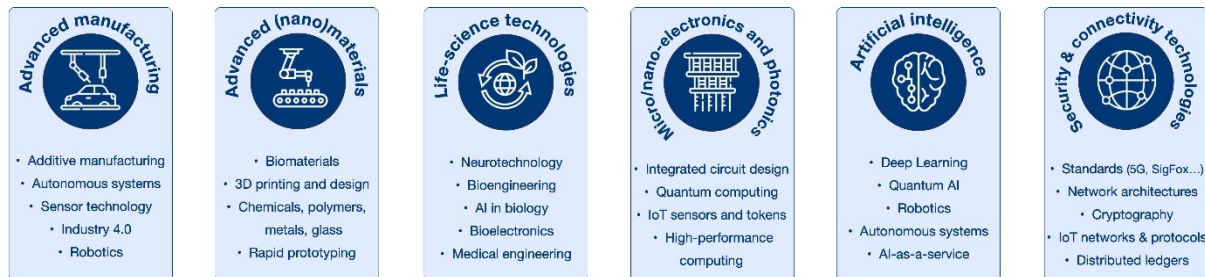 Advanced manufacturing
• Additive manufacturing
• Autonomous systems
• Sensor technology
• Industry 4.0
• Robotics
Advanced (nano)materials
• Biomaterials
• 3D printing and design
• Chemicals, polymers,
metals, glass
• Rapid prototyping
Life-science technologies
• Neurotechnology
• Bioengineering
• AI in biology
• Bioelectronics
• Medical engineering
Micro/nano-electronics and photonics
• Integrated circuit design
• Quantum computing
• IoT sensors and tokens
• High-performance
computing
Artificial intelligence
• Deep Learning
• Quantum AI
• Robotics
• Autonomous systems
• AI-as-a-service
Security & connectivity technologies
• Standards (5G, SigFox...)
• Network architectures
• Cryptography
• IoT networks & protocols
• Distributed ledgers